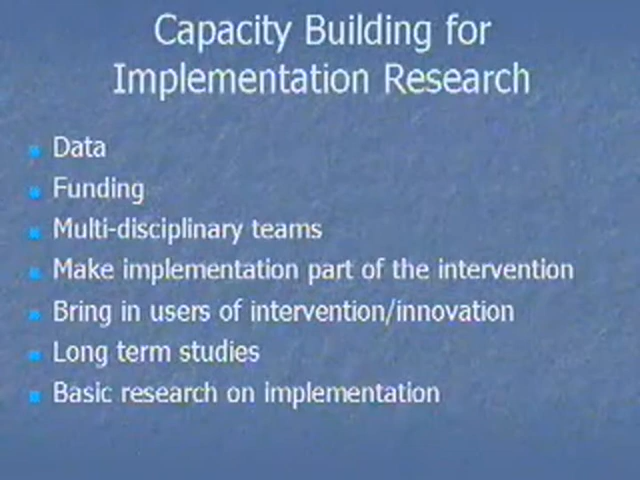 Capacity Building for
Implementation Research
Data
Funding
Multi-disciplinary teams
Make implementation part of the intervention
Bring in users of intervention/innovation
Long term studies
Basic research on implementation